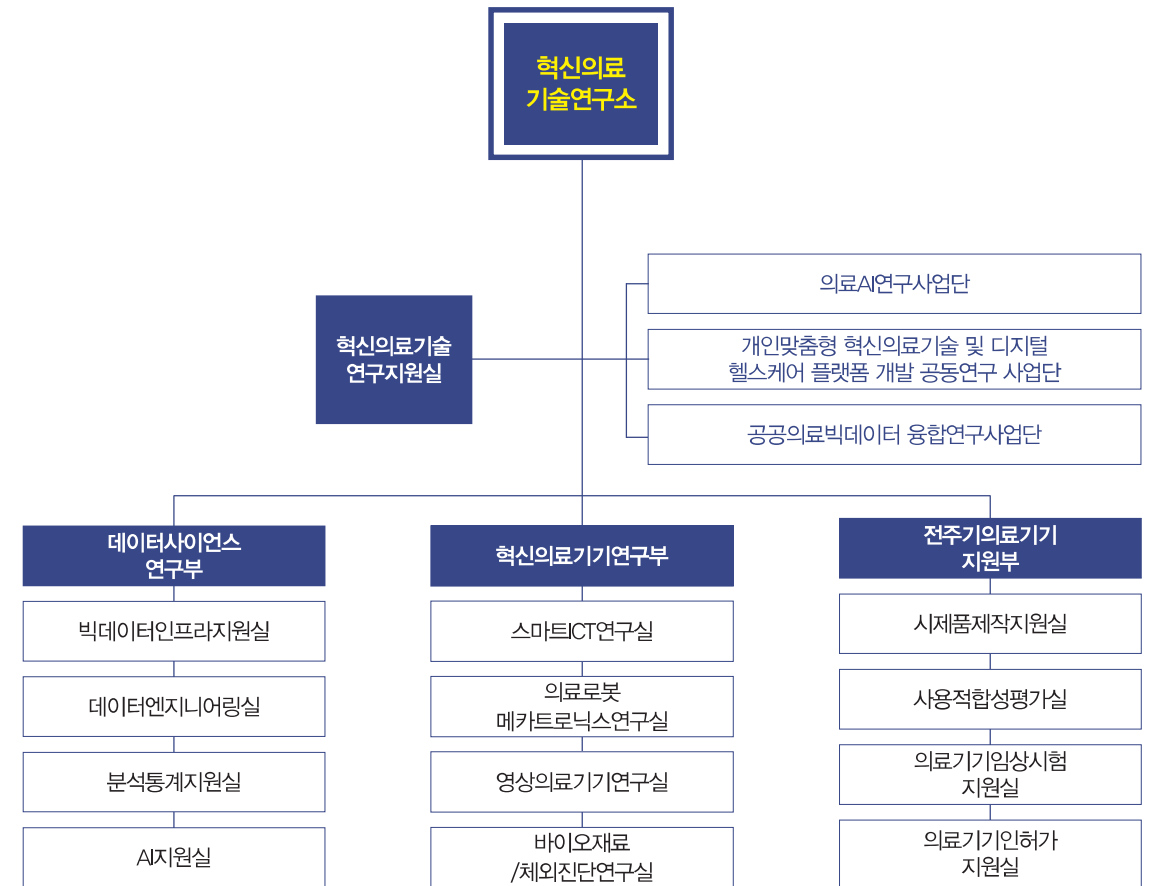 혁신의료
기술연구소
의료AI연구사업단
혁신의료기술
연구지원실
개인맞춤형 혁신의료기술 및 디지털
헬스케어 플랫폼 개발 공동연구 사업단
공공의료빅데이터 융합연구사업단
데이터사이언스
연구부
빅데이터인프라지원실
데이터엔지니어링실
분석통계지원실
AI지원실
혁신의료기기연구부
스마트ICT연구실
의료로봇
메카트로닉스연구실
영상의료기기연구실
바이오재료
/체외진단연구실
전주기의료기기
지원부
시제품제작지원실
사용적합성평가실
의료기기임상시험
지원실
의료기기인허가
지원실